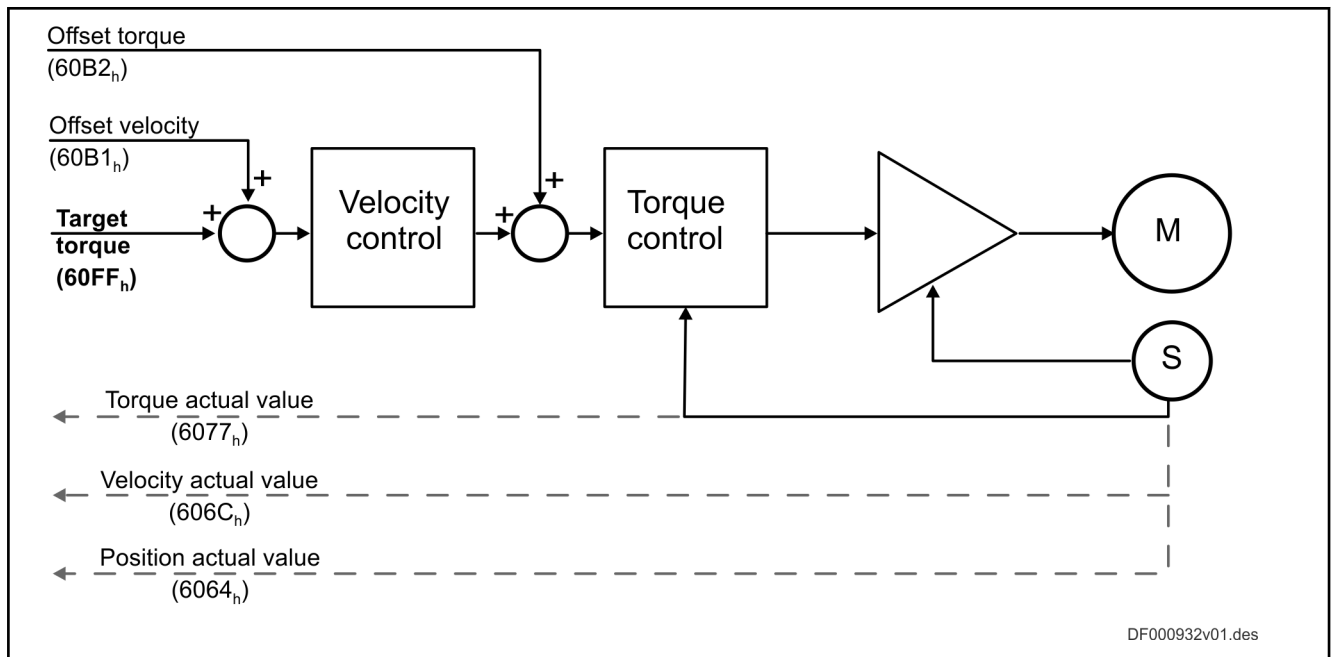 Offset torque
(60B2h)
Offset velocity
(60B1h)
+
+
Target
torque
(60FFh)
Velocity
control
+
+
Torque
control
M
S
Torque actual value
(6077h)
Velocity actual value
(606Ch)
Position actual value
(6064h)
DF000932v01.des